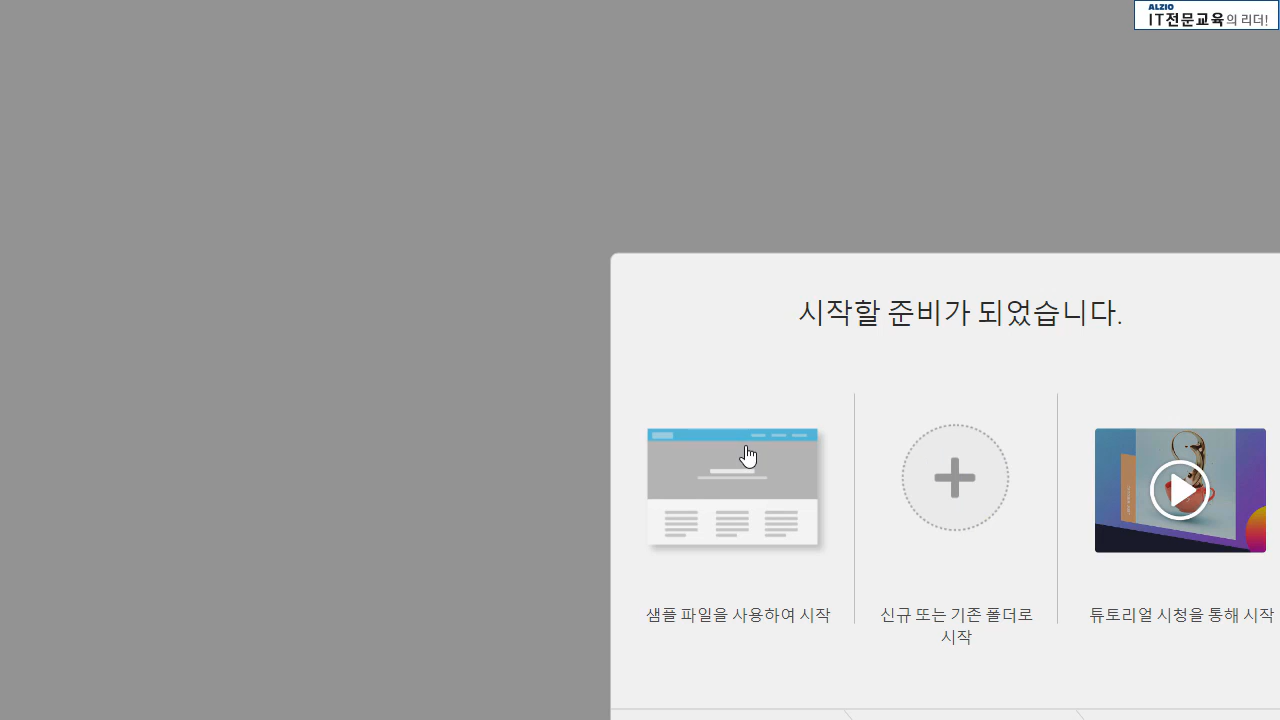 ALZIO
IT전문교육의 리더!
시작할 준비가 되었습니다.
샘플 파일을 사용하여 시작
신규 또는 기존 폴더로
시작
튜토리얼 시청을 통해 시작